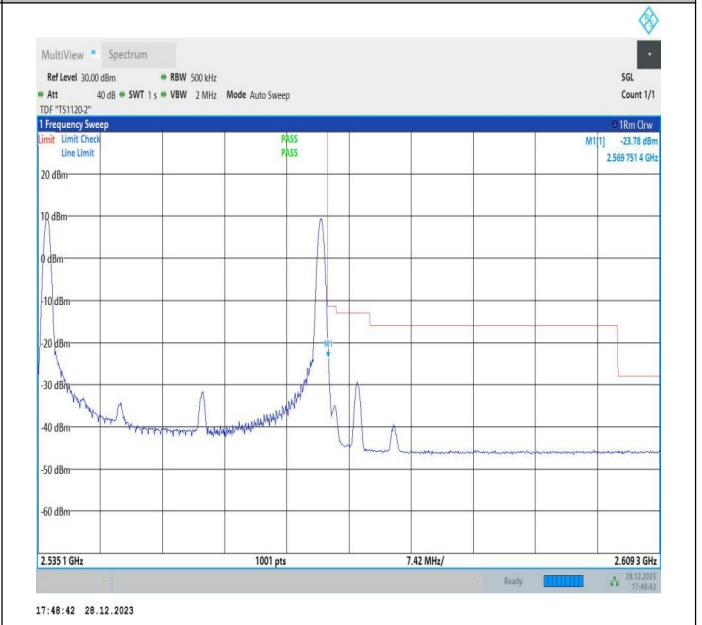 MultiView Spectrum
Ref Level 30.00 dBm RBW 500 kHz SGL
Att 40 dB SWT 1 s VBW 2 MHz Mode Auto Sweep Count 1/1
TDF "TS1120-2"
1 Frequency Sweep 1Rm Clrw
Limit Limit Check PASS M1[1] -23.78 dBm
Line Limit PASS 2.569 751 4 GHz
20 dBm
10 dBm
0 dBm
-10 dBm
-20 dBm
M1
-30 dBm
-40 dBm
-50 dBm
-60 dBm
2.535 1 GHz 1001 pts 7.42 MHz/ 2.609 3 GHz
Ready 28.12.2023
17:48:42
17:48:42 28.12.2023